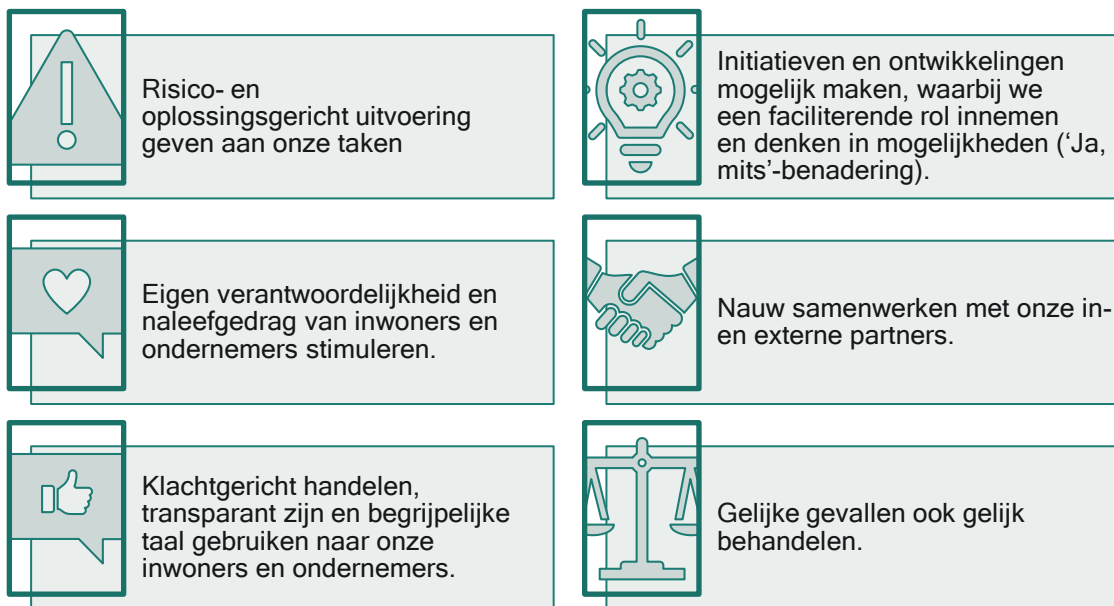 Risico- en
oplossingsgericht uitvoering
geven aan onze taken
Initiatieven en ontwikkelingen
mogelijk maken, waarbij we
een faciliterende rol innemen
en denken in mogelijkheden (‘Ja,
mits’-benadering).
Eigen verantwoordelijkheid en
naleefgedrag van inwoners en
ondernemers stimuleren.
Nauw samenwerken met onze in-
en externe partners.
Klachtgericht handelen,
transparant zijn en begrijpelijke
taal gebruiken naar onze
inwoners en ondernemers.
Gelijke gevallen ook gelijk
behandelen.